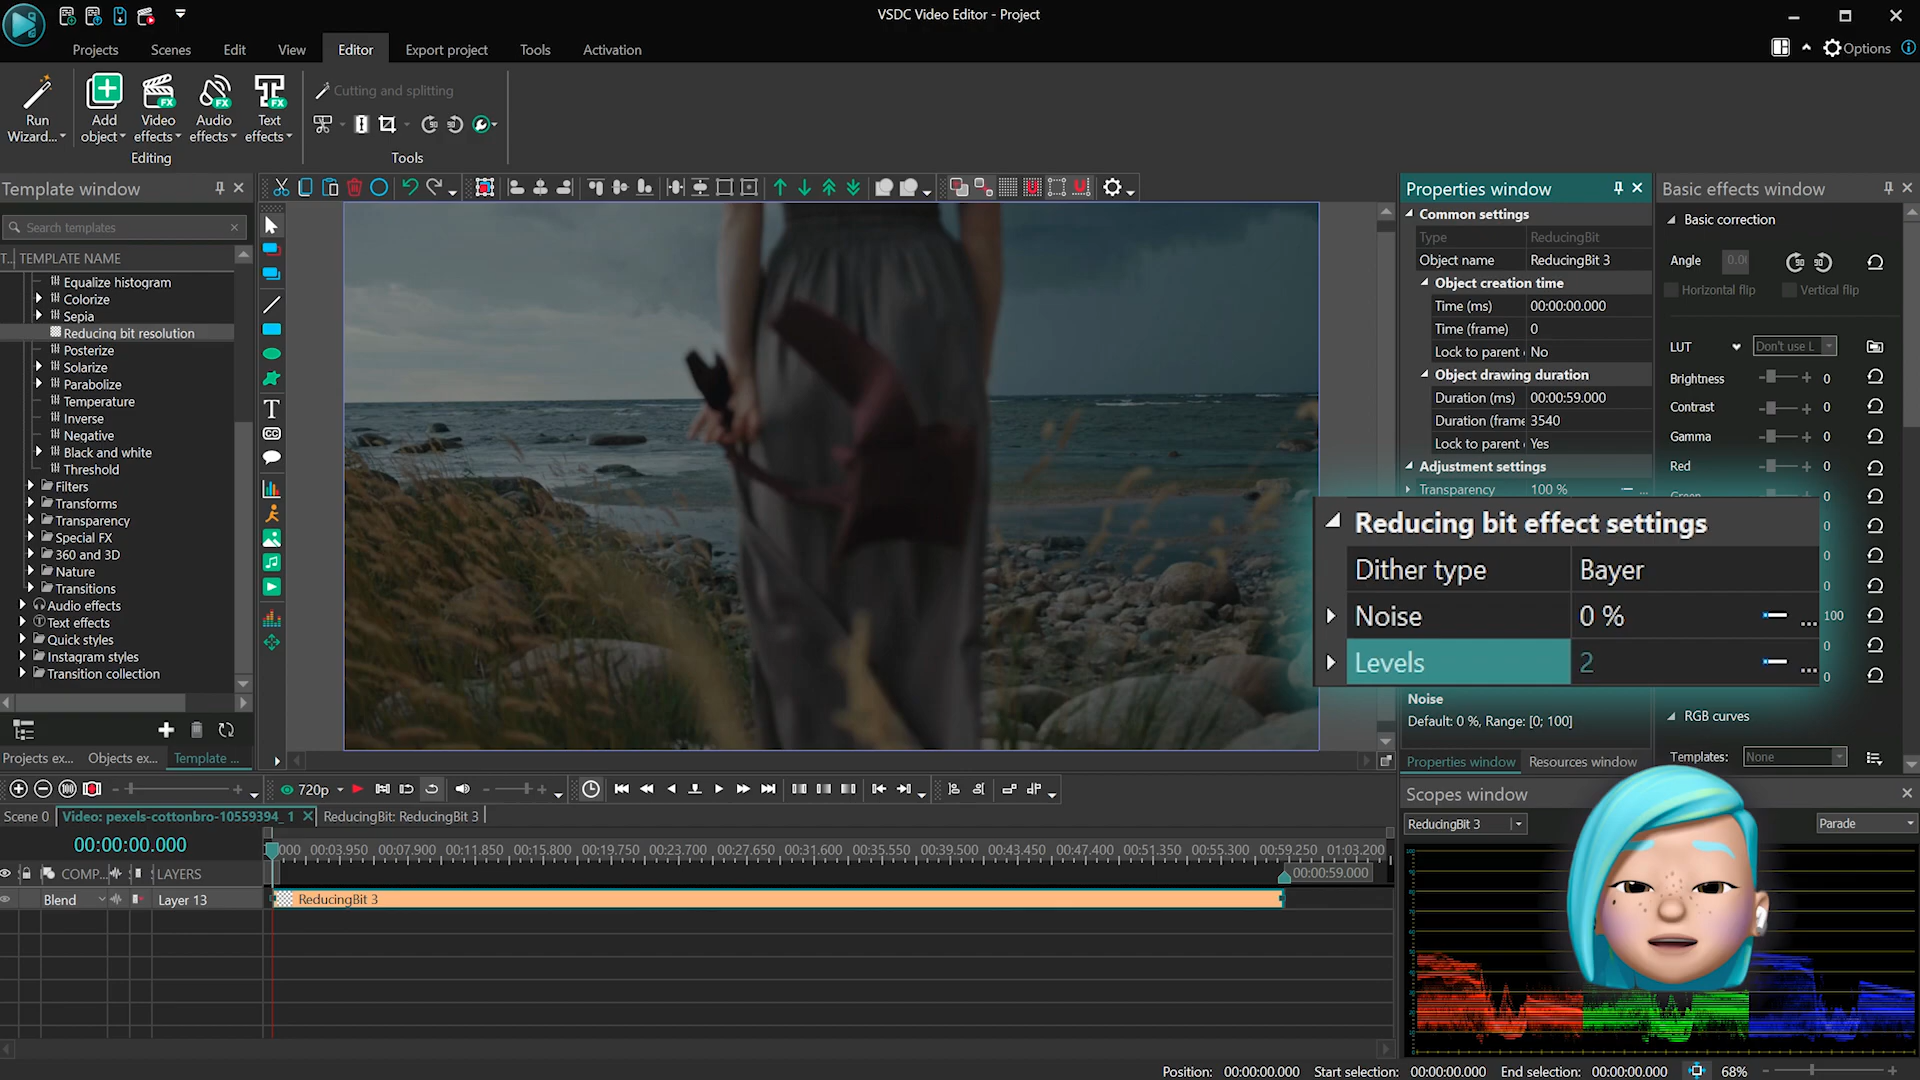 VSDC Video Editor - Project
Projects Scenes Edit View Editor Export project Tools Activation
Options
Run Wizard...
Add object
Video effects
Audio effects
Text effects
Editing
Cutting and splitting
Tools
Template window
Search templates
T... TEMPLATE NAME
Equalize histogram
Colorize
Sepia
Reducing bit resolution
Posterize
Solarize
Parabolize
Temperature
Inverse
Negative
Black and white
Threshold
Filters
Transforms
Transparency
Special FX
360 and 3D
Nature
Transitions
Audio effects
Text effects
Quick styles
Instagram styles
Transition collection
Projects ex... Objects ex... Template ...
Properties window
Common settings
Type ReducingBit
Object name ReducingBit 3
Object creation time
Time (ms) 00:00:00.000
Time (frame) 0
Lock to parent No
Object drawing duration
Duration (ms) 00:00:59.000
Duration (frame 3540
Lock to parent Yes
Adjustment settings
Transparency 100 % ...
Reducing bit effect settings
Dither type Bayer
Noise 0 % ...
Levels 2 ...
Noise
Default: 0 %, Range: [0; 100]
Properties window Resources window
Basic effects window
Basic correction
Angle 0.0
90 90
Horizontal flip Vertical flip
LUT Don't use L
Brightness 0
Contrast 0
Gamma 0
Red 0
0
0
0
0
100
0
0
RGB curves
Templates: None
720p
Scene 0 Video: pexels-cottonbro-10559394_1 ReducingBit: ReducingBit 3
00:00:00.000
000 00:03.950 00:07.900 00:11.850 00:15.800 00:19.750 00:23.700 00:27.650 00:31.600 00:35.550 00:39.500 00:43.450 00:47.400 00:51.350 00:55.300 00:59.250 01:03.200
00:00:59.000
COMP... LAYERS
Blend Layer 13
ReducingBit 3
Scopes window
ReducingBit 3 Parade
Position: 00:00:00.000 Start selection: 00:00:00.000 End selection: 00:00:00.000 68%